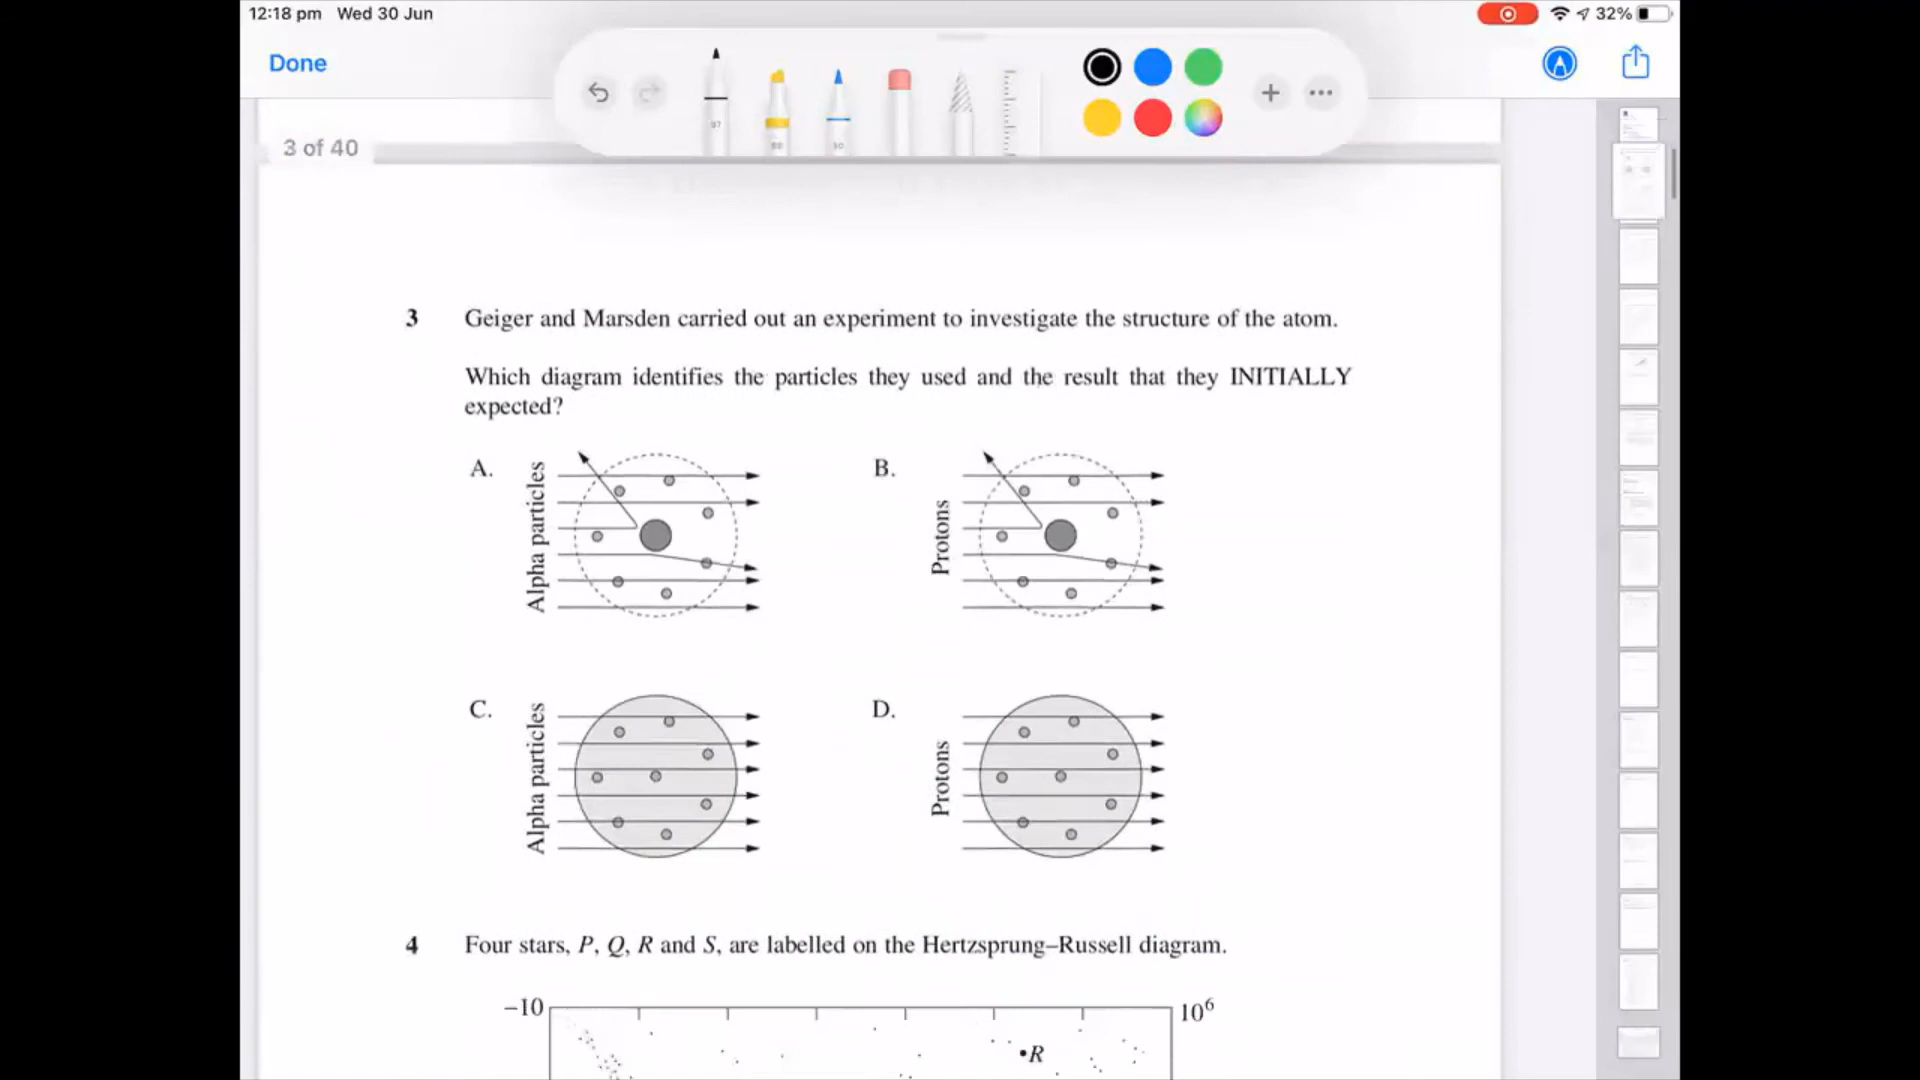 12:18 pm Wed 30 Jun
32%
Done
97
80
50
3 of 40
3 Geiger and Marsden carried out an experiment to investigate the structure of the atom.
Which diagram identifies the particles they used and the result that they INITIALLY
expected?
A. Alpha particles
B. Protons
C. Alpha particles
D. Protons
4 Four stars, P, Q, R and S, are labelled on the Hertzsprung–Russell diagram.
−10
10⁶
R